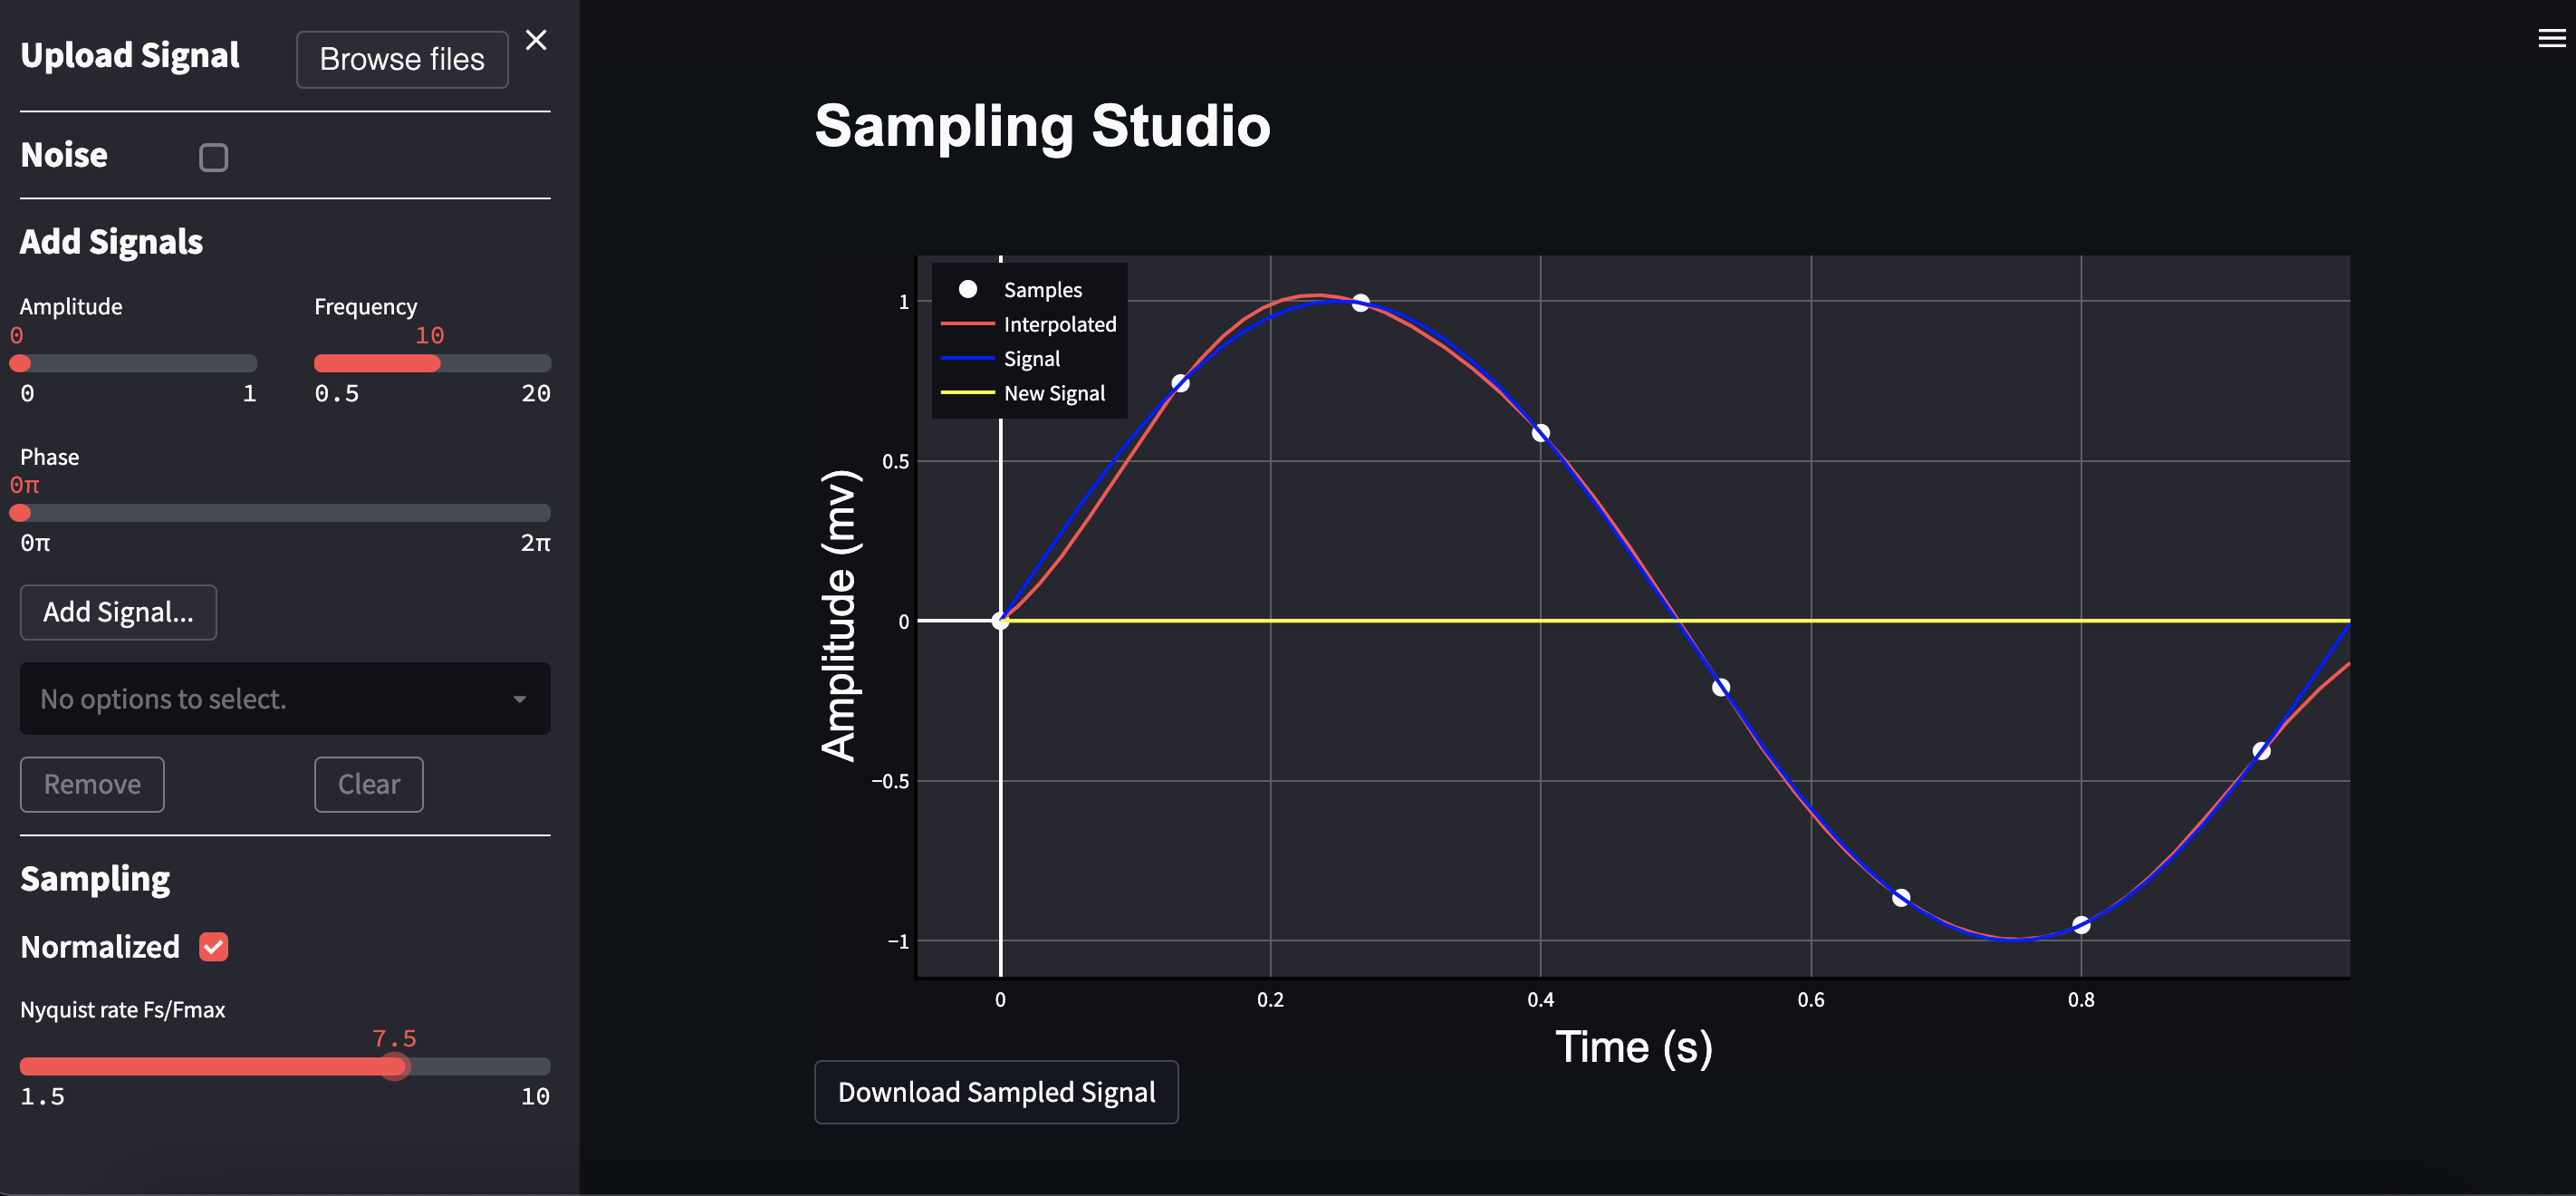 Upload Signal
Browse files
Noise
Add Signals
Amplitude
Frequency
0
10
0
1
0.5
20
Phase
0π
0π
2π
Add Signal...
No options to select.
Remove
Clear
Sampling
Normalized
Nyquist rate Fs/Fmax
7.5
1.5
10
Sampling Studio
Samples
Interpolated
Signal
New Signal
Amplitude (mv)
1
0.5
0
−0.5
−1
0
0.2
0.4
0.6
0.8
Time (s)
Download Sampled Signal